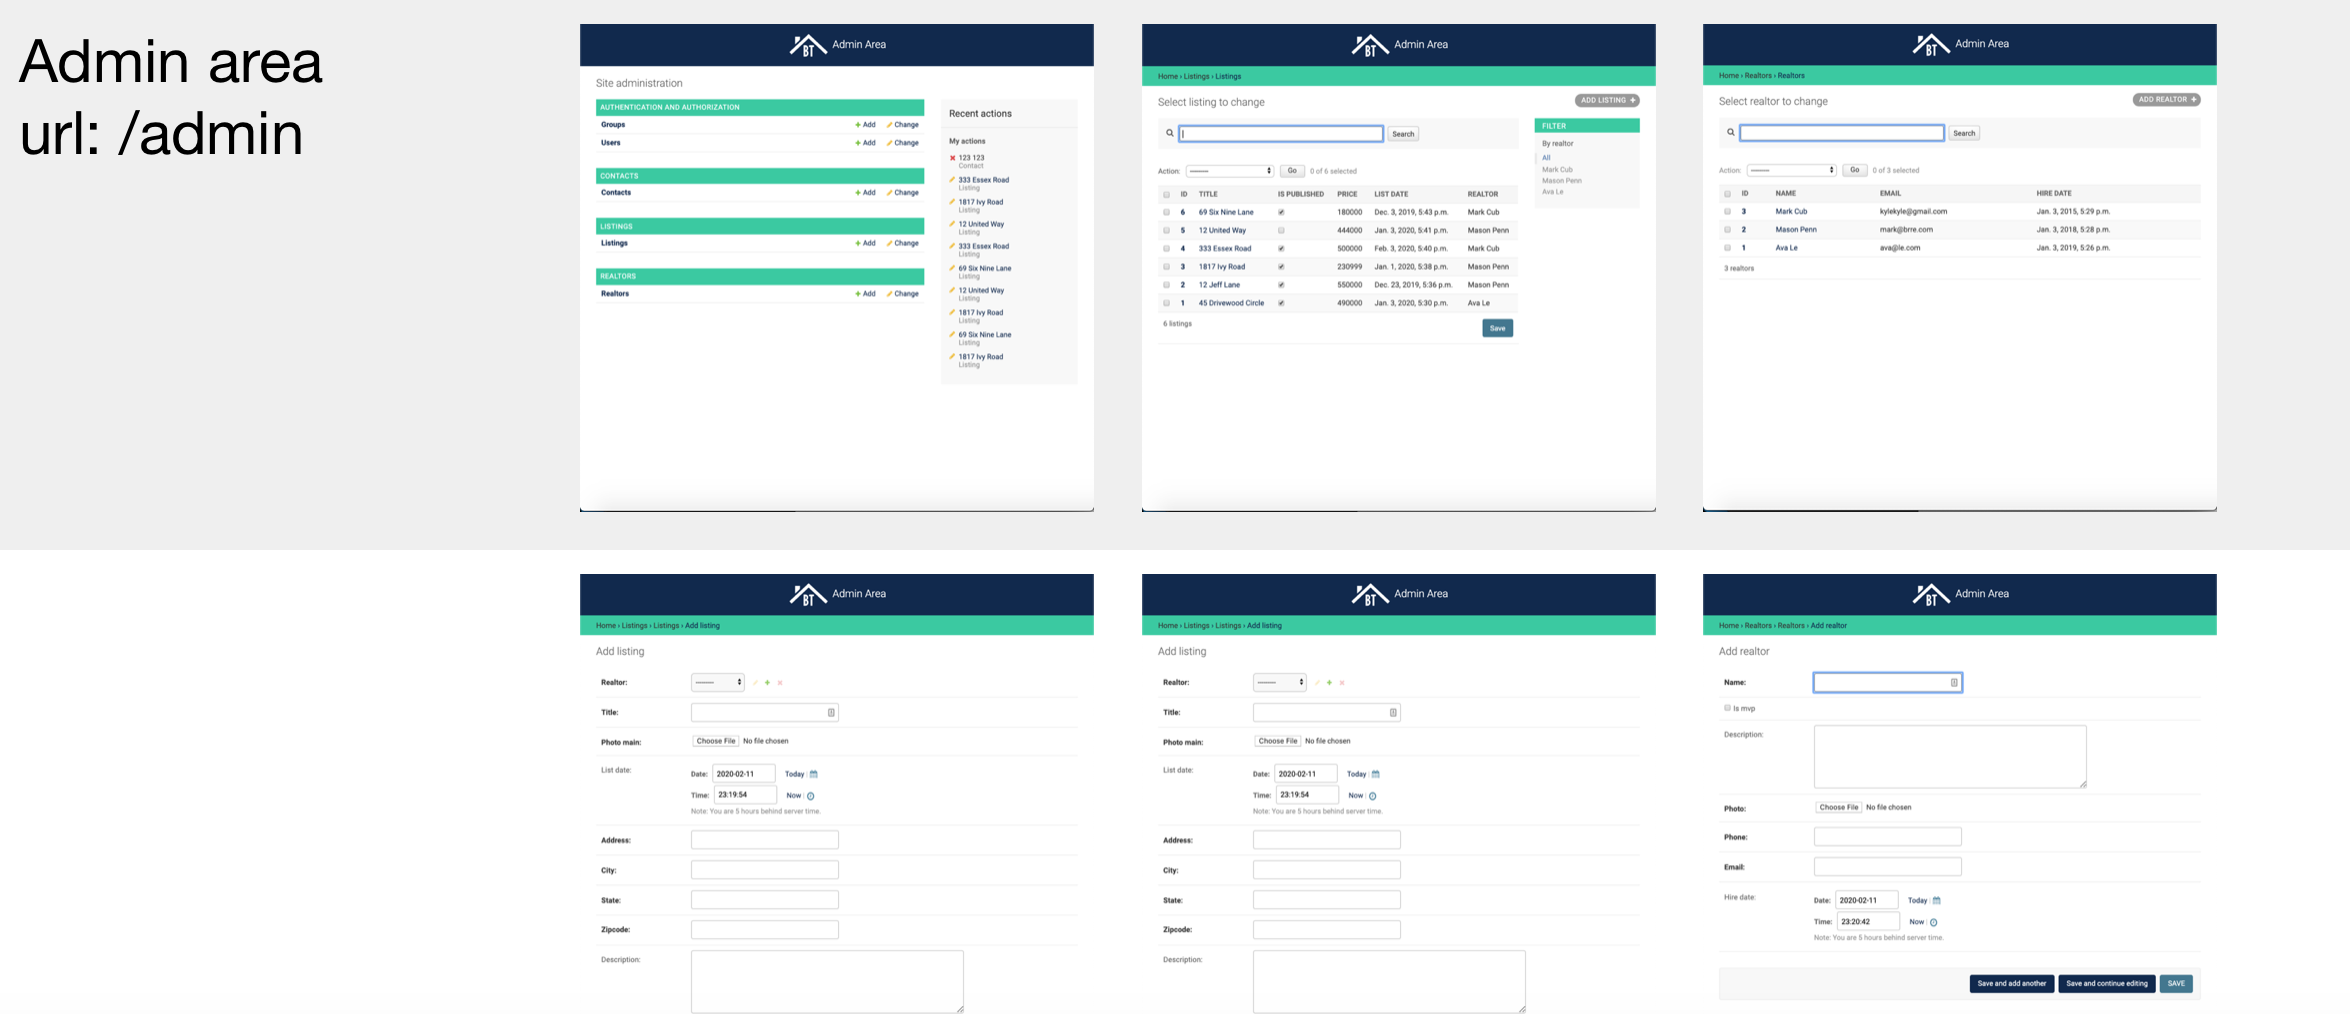 Admin area
url: /admin
BT Admin Area
Site administration
AUTHENTICATION AND AUTHORIZATION
Groups + Add Change
Users + Add Change
CONTACTS
Contacts + Add Change
LISTINGS
Listings + Add Change
REALTORS
Realtors + Add Change
Recent actions
My actions
123 123
Contact
333 Essex Road
Listing
1817 Ivy Road
Listing
12 United Way
Listing
333 Essex Road
Listing
69 Six Nine Lane
Listing
12 United Way
Listing
1817 Ivy Road
Listing
69 Six Nine Lane
Listing
1817 Ivy Road
Listing
BT Admin Area
Home › Listings › Listings
Select listing to change
ADD LISTING +
Search
Action: Go 0 of 6 selected
ID TITLE IS PUBLISHED PRICE LIST DATE REALTOR
6 69 Six Nine Lane 180000 Dec. 3, 2019, 5:43 p.m. Mark Cub
5 12 United Way 444000 Jan. 3, 2020, 5:41 p.m. Mason Penn
4 333 Essex Road 500000 Feb. 3, 2020, 5:40 p.m. Mark Cub
3 1817 Ivy Road 230999 Jan. 1, 2020, 5:38 p.m. Mason Penn
2 12 Jeff Lane 550000 Dec. 23, 2019, 5:36 p.m. Mason Penn
1 45 Drivewood Circle 490000 Jan. 3, 2020, 5:30 p.m. Ava Le
6 listings
Save
FILTER
By realtor
All
Mark Cub
Mason Penn
Ava Le
BT Admin Area
Home › Realtors › Realtors
Select realtor to change
ADD REALTOR +
Search
Action: Go 0 of 3 selected
ID NAME EMAIL HIRE DATE
3 Mark Cub kylekyle@gmail.com Jan. 3, 2015, 5:29 p.m.
2 Mason Penn mark@brre.com Jan. 3, 2018, 5:28 p.m.
1 Ava Le ava@le.com Jan. 3, 2019, 5:26 p.m.
3 realtors
BT Admin Area
Home › Listings › Listings › Add listing
Add listing
Realtor:
Title:
Photo main: Choose File No file chosen
List date: Date: 2020-02-11 Today
Time: 23:19:54 Now
Note: You are 5 hours behind server time.
Address:
City:
State:
Zipcode:
Description:
BT Admin Area
Home › Listings › Listings › Add listing
Add listing
Realtor:
Title:
Photo main: Choose File No file chosen
List date: Date: 2020-02-11 Today
Time: 23:19:54 Now
Note: You are 5 hours behind server time.
Address:
City:
State:
Zipcode:
Description:
BT Admin Area
Home › Realtors › Realtors › Add realtor
Add realtor
Name:
Is mvp
Description:
Photo: Choose File No file chosen
Phone:
Email:
Hire date: Date: 2020-02-11 Today
Time: 23:20:42 Now
Note: You are 5 hours behind server time.
Save and add another Save and continue editing SAVE